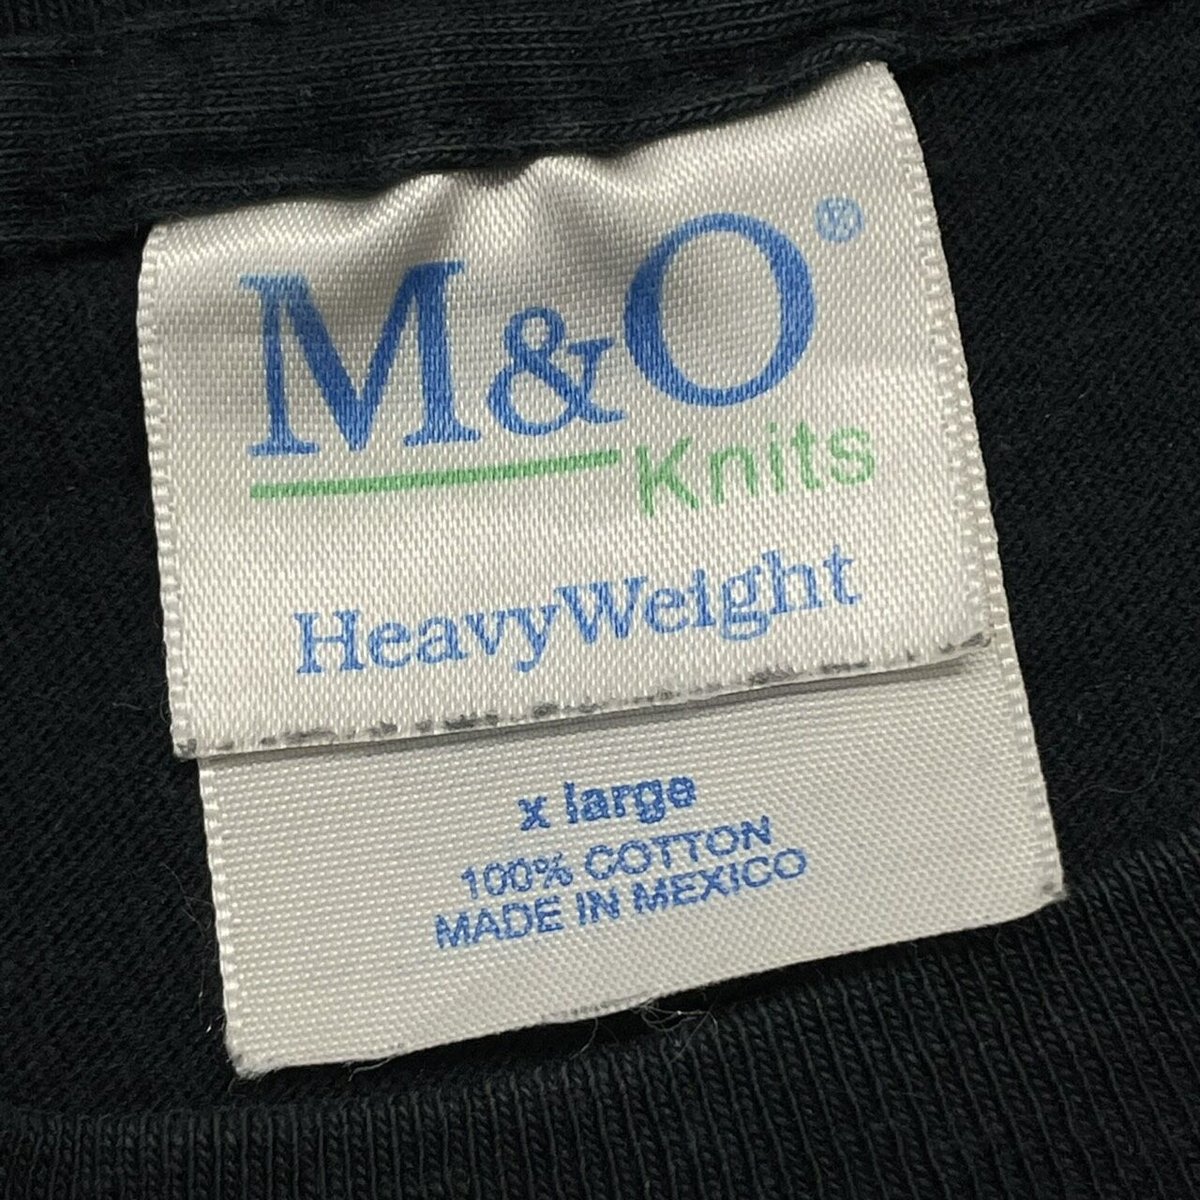 M&O®
Knits
HeavyWeight
x large
100% COTTON
MADE IN MEXICO